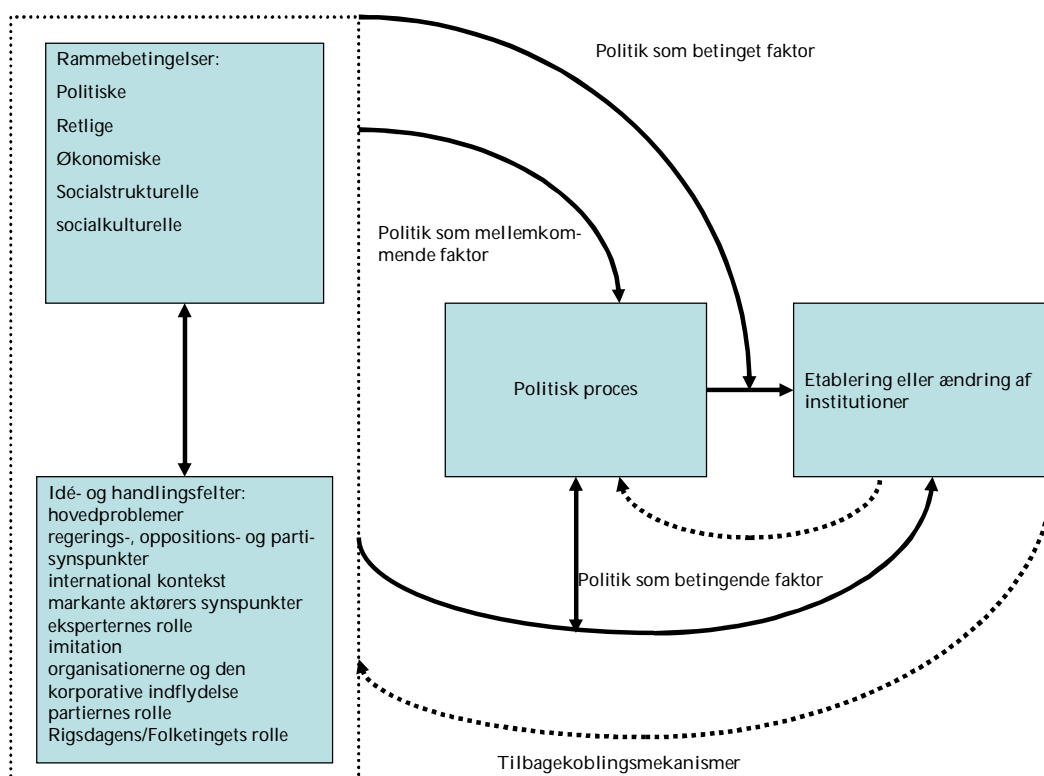 Rammebetingelser:
Politiske
Retlige
Økonomiske
Socialstrukturelle
socialkulturelle
Politik som betinget faktor
Politik som mellemkom-
mende faktor
Politisk proces
Etablering eller ændring af
institutioner
Idé- og handlingsfelter:
hovedproblemer
regerings-, oppositions- og parti-
synspunkter
international kontekst
markante aktørers synspunkter
eksperternes rolle
imitation
organisationerne og den
korporative indflydelse
partiernes rolle
Rigsdagens/Folketingets rolle
Politik som betingende faktor
Tilbagekoblingsmekanismer